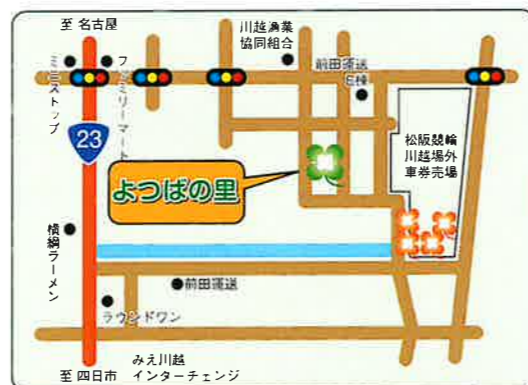 至 名古屋
川越漁業
協同組合
ミニストップ
ファミリーマート
前田運送
E棟
23
松阪競輪
川越場外
車券売場
よつばの里
横綱ラーメン
前田運送
ラウンドワン
至 四日市
みえ川越
インターチェンジ